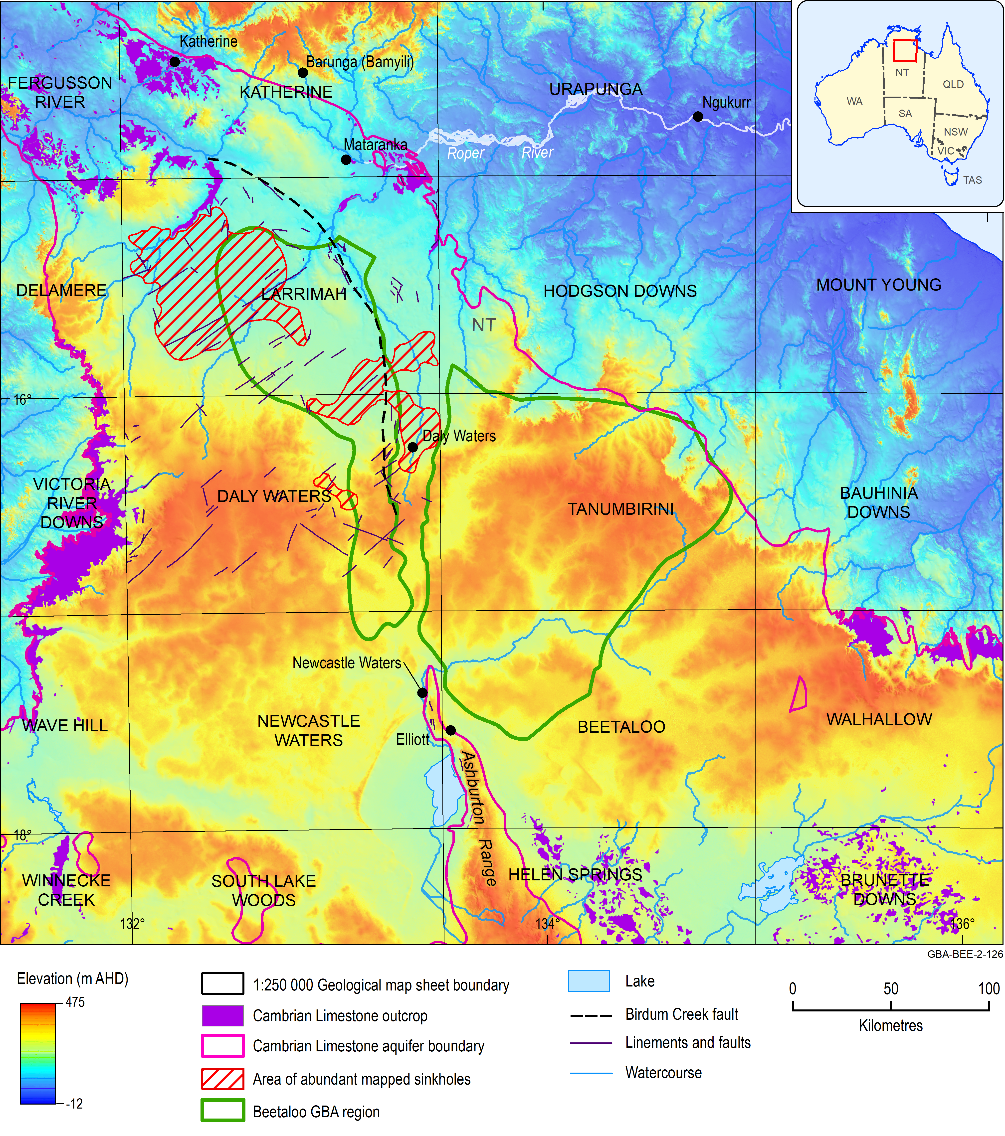 Katherine
Barunga (Bamyili)
FERGUSSON
RIVER
KATHERINE
URAPUNGA
Ngukurr
Mataranka
Roper
River
WA
NT
QLD
SA
NSW
VIC
TAS
DELAMERE
LARRIMAH
HODGSON DOWNS
MOUNT YOUNG
NT
16°
Daly Waters
VICTORIA
RIVER
DOWNS
DALY WATERS
TANUMBIRINI
BAUHINIA
DOWNS
Newcastle Waters
WAVE HILL
NEWCASTLE
WATERS
Elliott
BEETALOO
WALHALLOW
Ashburton
Range
18°
WINNECKE
CREEK
SOUTH LAKE
WOODS
HELEN SPRINGS
BRUNETTE
DOWNS
132°
134°
136°
GBA-BEE-2-126
Elevation (m AHD)
475
-12
1:250 000 Geological map sheet boundary
Cambrian Limestone outcrop
Cambrian Limestone aquifer boundary
Area of abundant mapped sinkholes
Beetaloo GBA region
Lake
Birdum Creek fault
Linements and faults
Watercourse
0
50
100
Kilometres